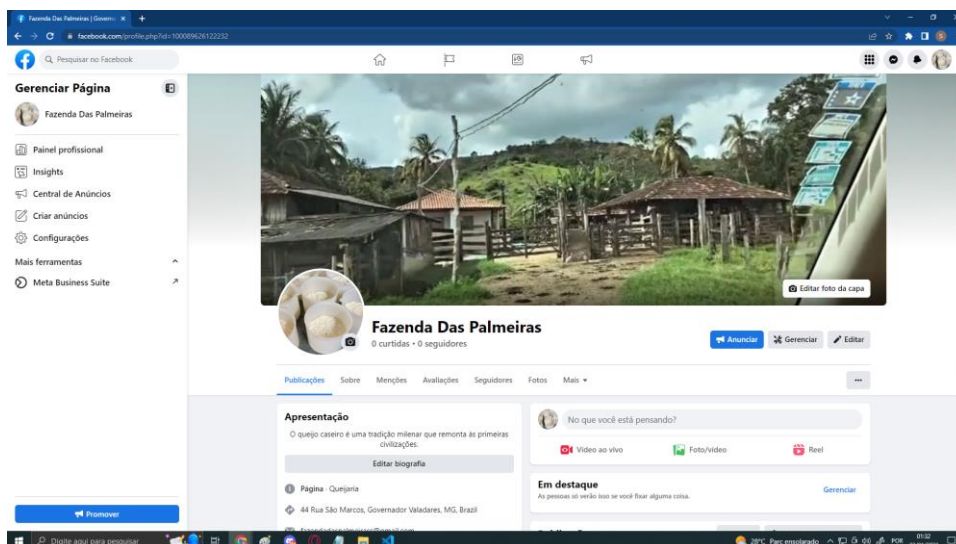 Fazenda Das Palmeiras | Govern
facebook.com/profile.php?id=100089626122232
Pesquisar no Facebook
Gerenciar Página
Fazenda Das Palmeiras
Painel profissional
Insights
Central de Anúncios
Criar anúncios
Configurações
Mais ferramentas
Meta Business Suite
Promover
Editar foto da capa
Fazenda Das Palmeiras
0 curtidas • 0 seguidores
Anunciar
Gerenciar
Editar
Publicações Sobre Menções Avaliações Seguidores Fotos Mais
Apresentação
O queijo caseiro é uma tradição milenar que remonta às primeiras
civilizações.
Editar biografia
Página · Queijaria
44 Rua São Marcos, Governador Valadares, MG, Brazil
No que você está pensando?
Vídeo ao vivo
Foto/vídeo
Reel
Em destaque
As pessoas só verão isso se você fixar alguma coisa.
Gerenciar
Digite aqui para pesquisar
28°C Parc ensolarado
POR
01:32